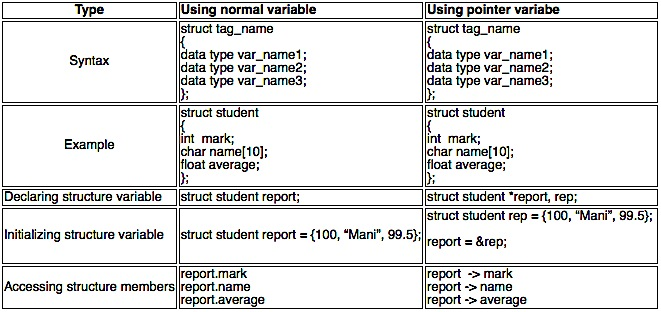 Type
Using normal variable
Using pointer variabe
Syntax
struct tag_name
{
data type var_name1;
data type var_name2;
data type var_name3;
};
struct tag_name
{
data type var_name1;
data type var_name2;
data type var_name3;
};
Example
struct student
{
int  mark;
char name[10];
float average;
};
struct student
{
int  mark;
char name[10];
float average;
};
Declaring structure variable
struct student report;
struct student *report, rep;
Initializing structure variable
struct student report = {100, “Mani”, 99.5};
struct student rep = {100, “Mani”, 99.5};
report = &rep;
Accessing structure members
report.mark
report.name
report.average
report  -> mark
report -> name
report -> average